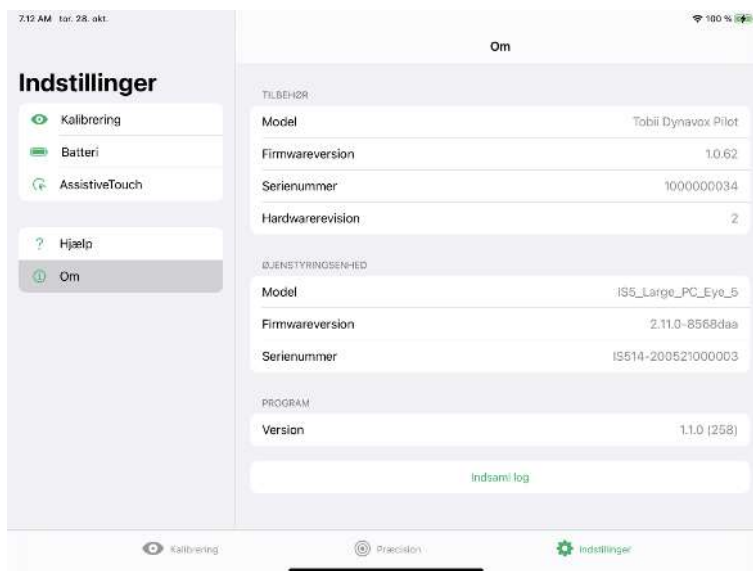 7.12 AM tor. 28. okt.
100 %
Om
Indstillinger
Kalibrering
Batteri
AssistiveTouch
? Hjælp
Om
TILBEHØR
Model Tobii Dynavox Pilot
Firmwareversion 1.0.62
Serienummer 1000000034
Hardwarerevision 2
ØJENSTYRINGSENHED
Model IS5_Large_PC_Eye_5
Firmwareversion 2.11.0-8568daa
Serienummer IS514-200521000003
PROGRAM
Version 1.1.0 (258)
Indsaml log
Kalibrering Præcision Indstillinger